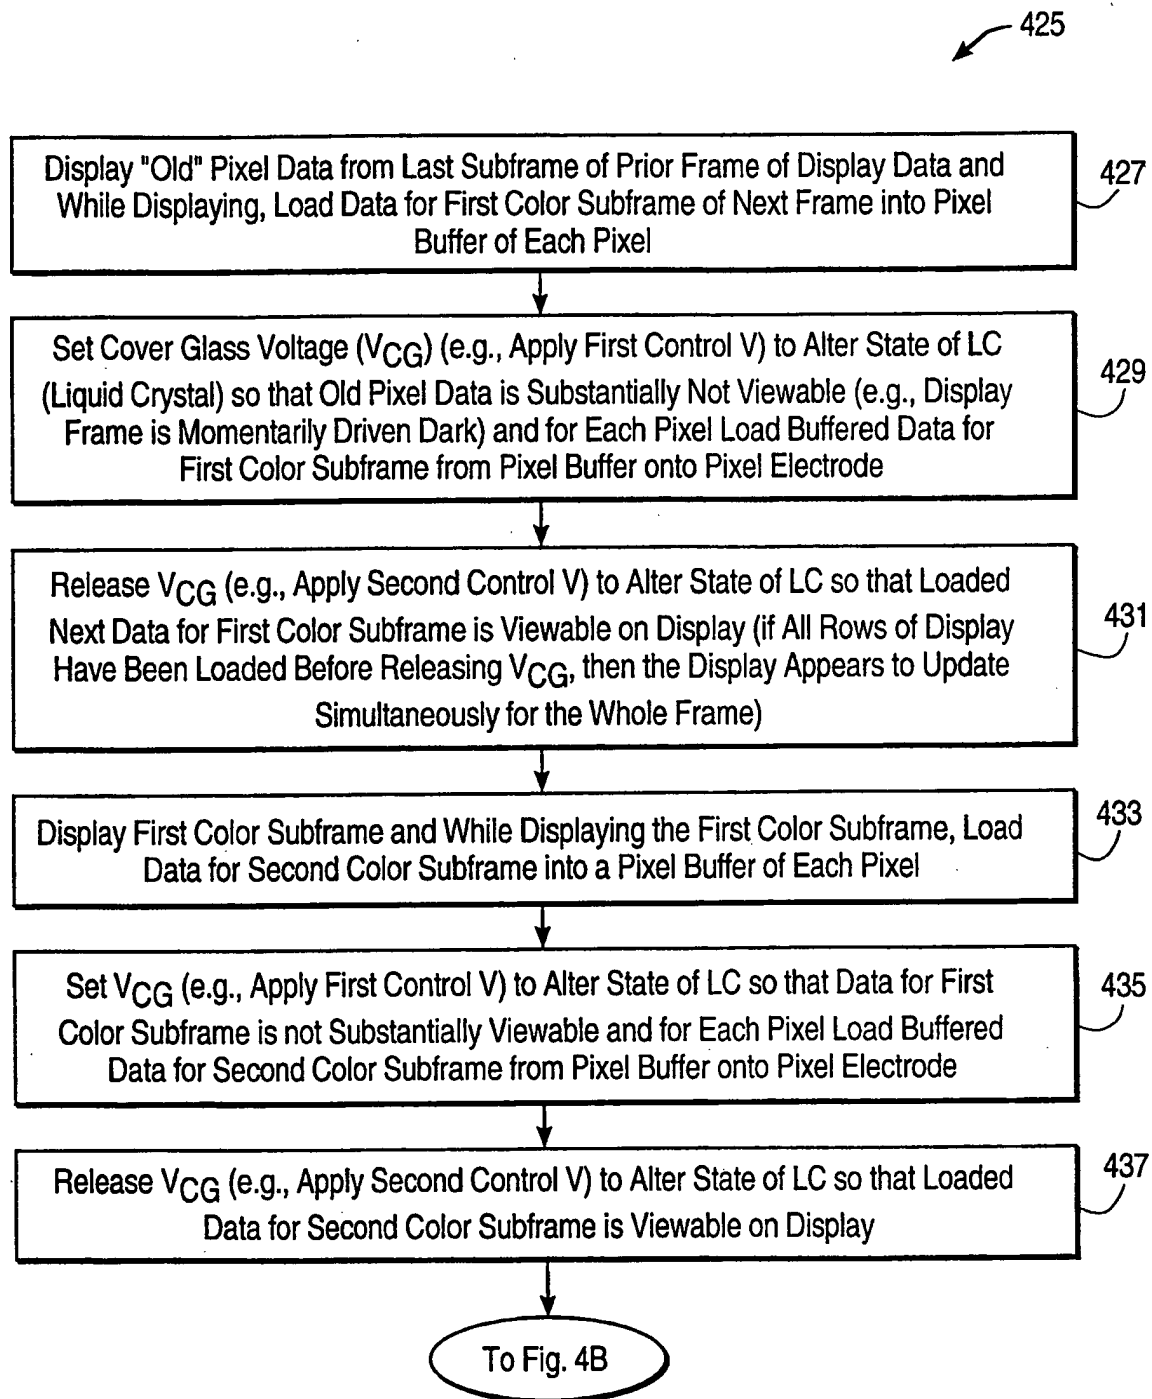 425
Display "Old" Pixel Data from Last Subframe of Prior Frame of Display Data and
While Displaying, Load Data for First Color Subframe of Next Frame into Pixel
Buffer of Each Pixel
427
Set Cover Glass Voltage (VCG) (e.g., Apply First Control V) to Alter State of LC
(Liquid Crystal) so that Old Pixel Data is Substantially Not Viewable (e.g., Display
Frame is Momentarily Driven Dark) and for Each Pixel Load Buffered Data for
First Color Subframe from Pixel Buffer onto Pixel Electrode
429
Release VCG (e.g., Apply Second Control V) to Alter State of LC so that Loaded
Next Data for First Color Subframe is Viewable on Display (if All Rows of Display
Have Been Loaded Before Releasing VCG, then the Display Appears to Update
Simultaneously for the Whole Frame)
431
Display First Color Subframe and While Displaying the First Color Subframe, Load
Data for Second Color Subframe into a Pixel Buffer of Each Pixel
433
Set VCG (e.g., Apply First Control V) to Alter State of LC so that Data for First
Color Subframe is not Substantially Viewable and for Each Pixel Load Buffered
Data for Second Color Subframe from Pixel Buffer onto Pixel Electrode
435
Release VCG (e.g., Apply Second Control V) to Alter State of LC so that Loaded
Data for Second Color Subframe is Viewable on Display
437
To Fig. 4B